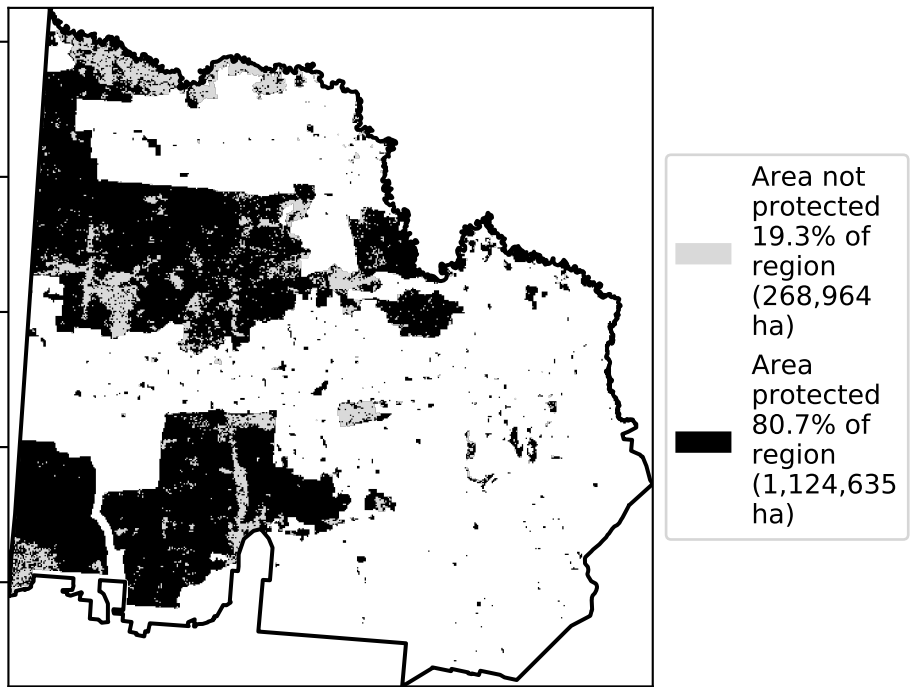 Area not
protected
19.3% of
region
(268,964
ha)
Area
protected
80.7% of
region
(1,124,635
ha)